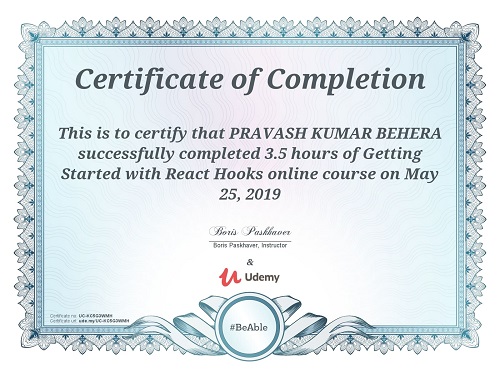 Certificate of Completion
This is to certify that PRAVASH KUMAR BEHERA
successfully completed 3.5 hours of Getting
Started with React Hooks online course on May
25, 2019
Boris Paskhaver
Boris Paskhaver, Instructor
&
Udemy
Certificate no: UC-KG5G3WMH
Certificate url: ude.my/UC-KG5G3WMH
#BeAble